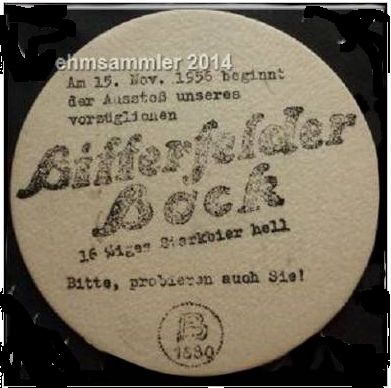 ehmsammler 2014
Am 15. Nov. 1956 beginnt
der Ausstoß unseres
vorzüglichen
Bitterfelder
Bock
16 %iges Starkbier hell
Bitte, probieren auch Sie!
B
1889